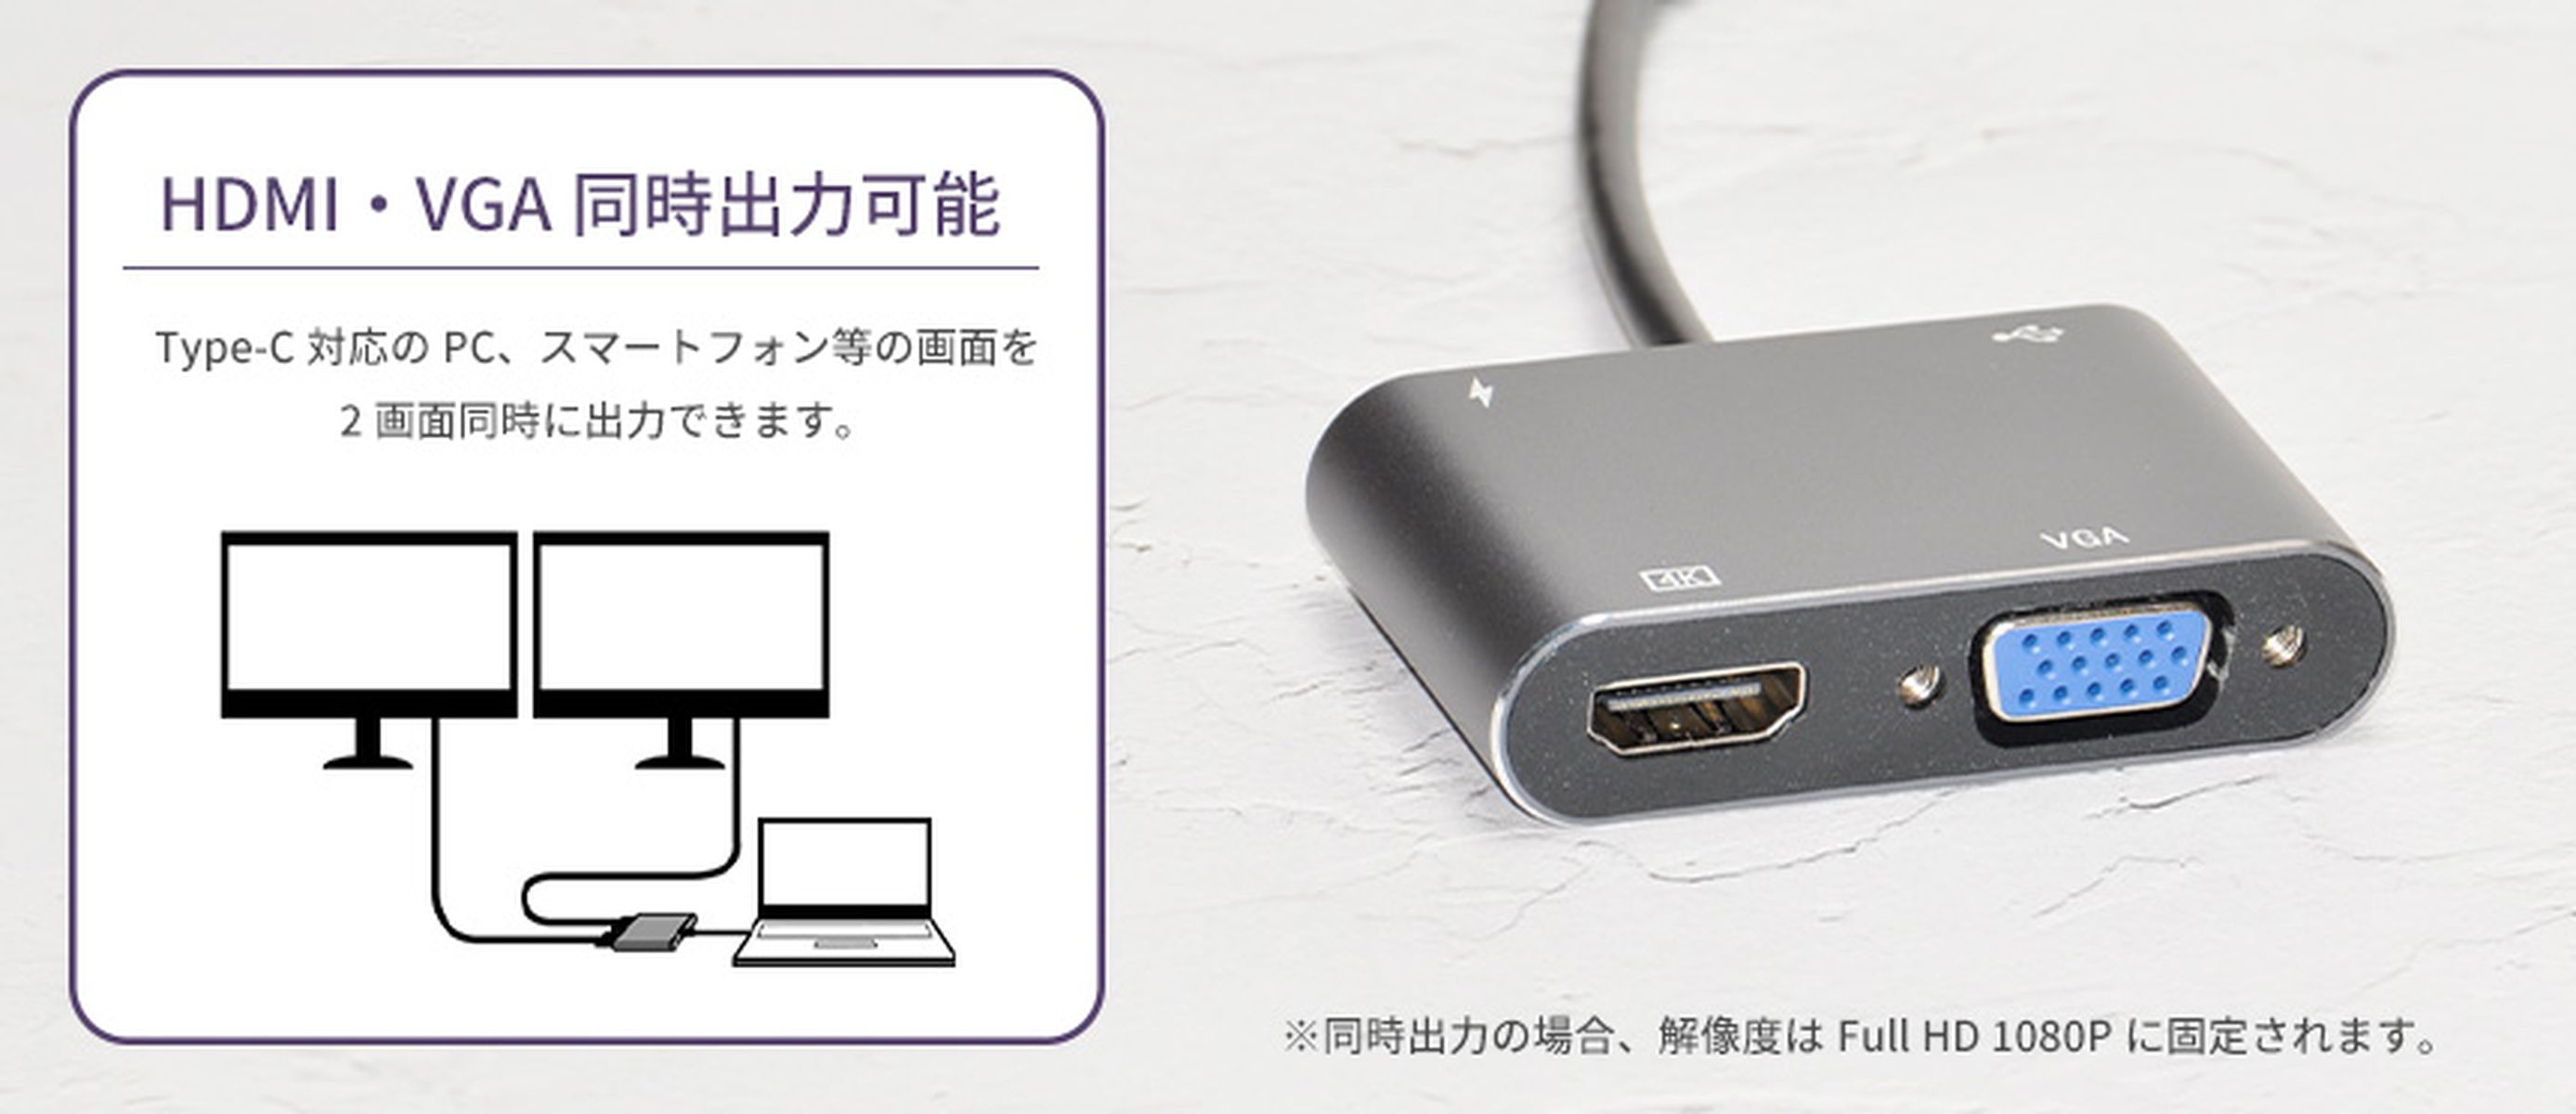 HDMI・VGA 同時出力可能
Type-C 対応の PC、スマートフォン等の画面を
2 画面同時に出力できます。
4K
VGA
※同時出力の場合、解像度は Full HD 1080P に固定されます。